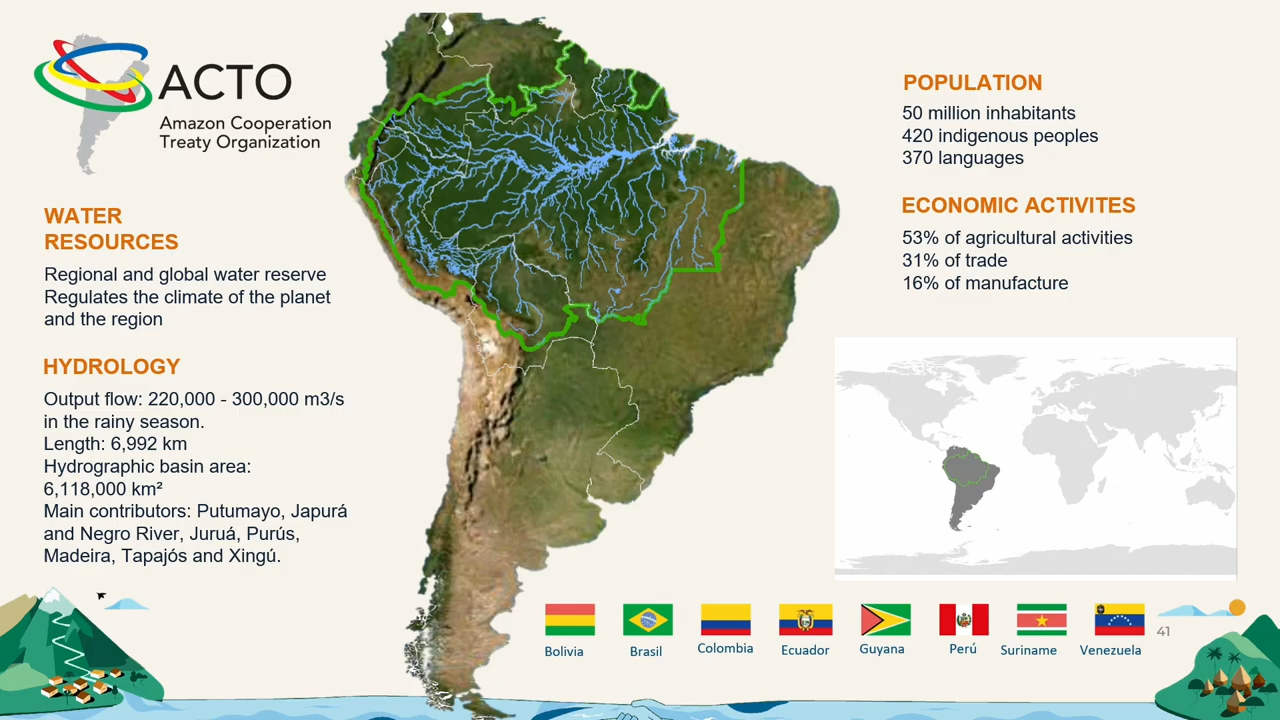 ACTO
Amazon Cooperation
Treaty Organization
WATER
RESOURCES
Regional and global water reserve
Regulates the climate of the planet
and the region
HYDROLOGY
Output flow: 220,000 - 300,000 m3/s
in the rainy season.
Length: 6,992 km
Hydrographic basin area:
6,118,000 km²
Main contributors: Putumayo, Japurá
and Negro River, Juruá, Purús,
Madeira, Tapajós and Xingú.
POPULATION
50 million inhabitants
420 indigenous peoples
370 languages
ECONOMIC ACTIVITES
53% of agricultural activities
31% of trade
16% of manufacture
Bolivia
Brasil
Colombia
Ecuador
Guyana
Perú
Suriname
Venezuela
41